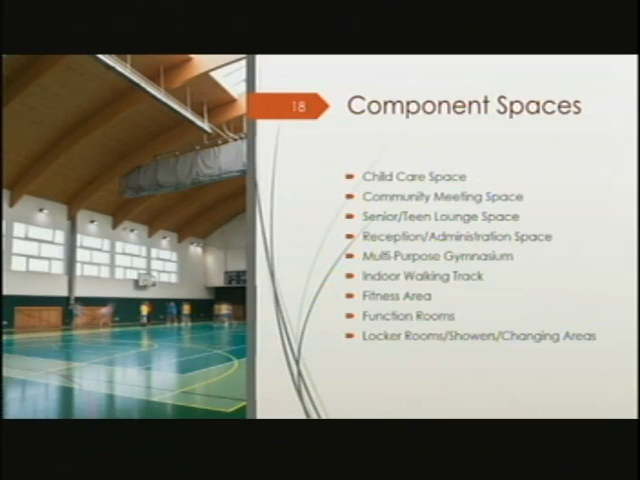 18
Component Spaces
Child Care Space
Community Meeting Space
Senior/Teen Lounge Space
Reception/Administration Space
Multi-Purpose Gymnasium
Indoor Walking Track
Fitness Area
Function Rooms
Locker Rooms/Showers/Changing Areas